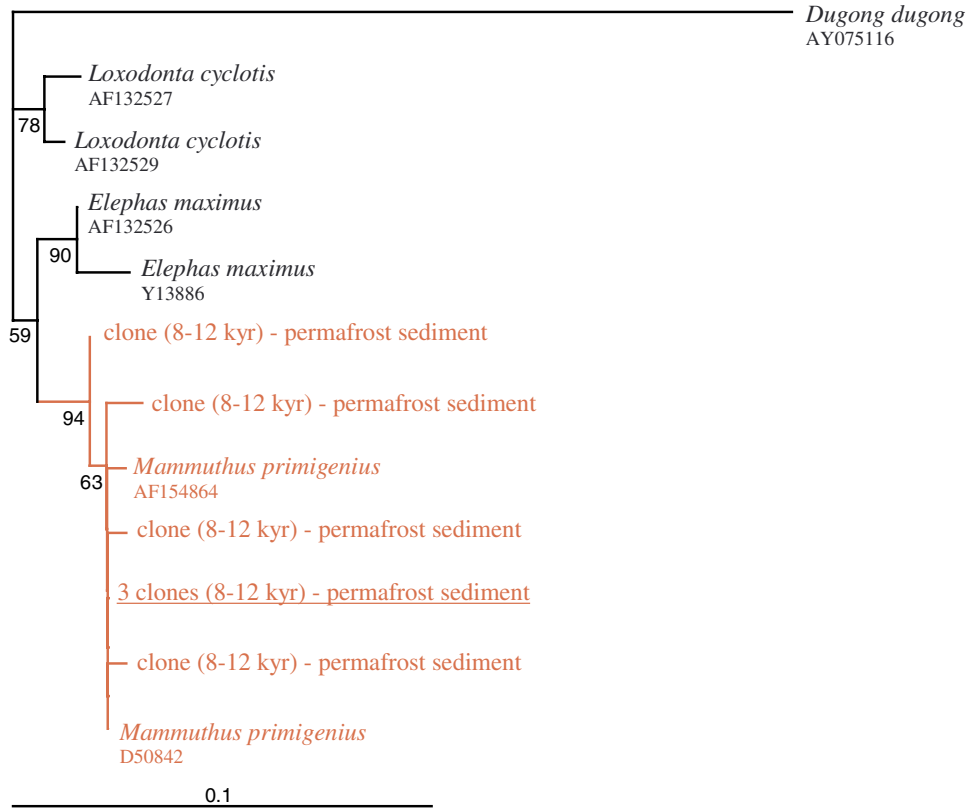 Dugong dugong
AY075116
Loxodonta cyclotis
AF132527
78
Loxodonta cyclotis
AF132529
Elephas maximus
AF132526
90
Elephas maximus
Y13886
59
clone (8-12 kyr) - permafrost sediment
clone (8-12 kyr) - permafrost sediment
94
Mammuthus primigenius
AF154864
63
clone (8-12 kyr) - permafrost sediment
3 clones (8-12 kyr) - permafrost sediment
clone (8-12 kyr) - permafrost sediment
Mammuthus primigenius
D50842
0.1